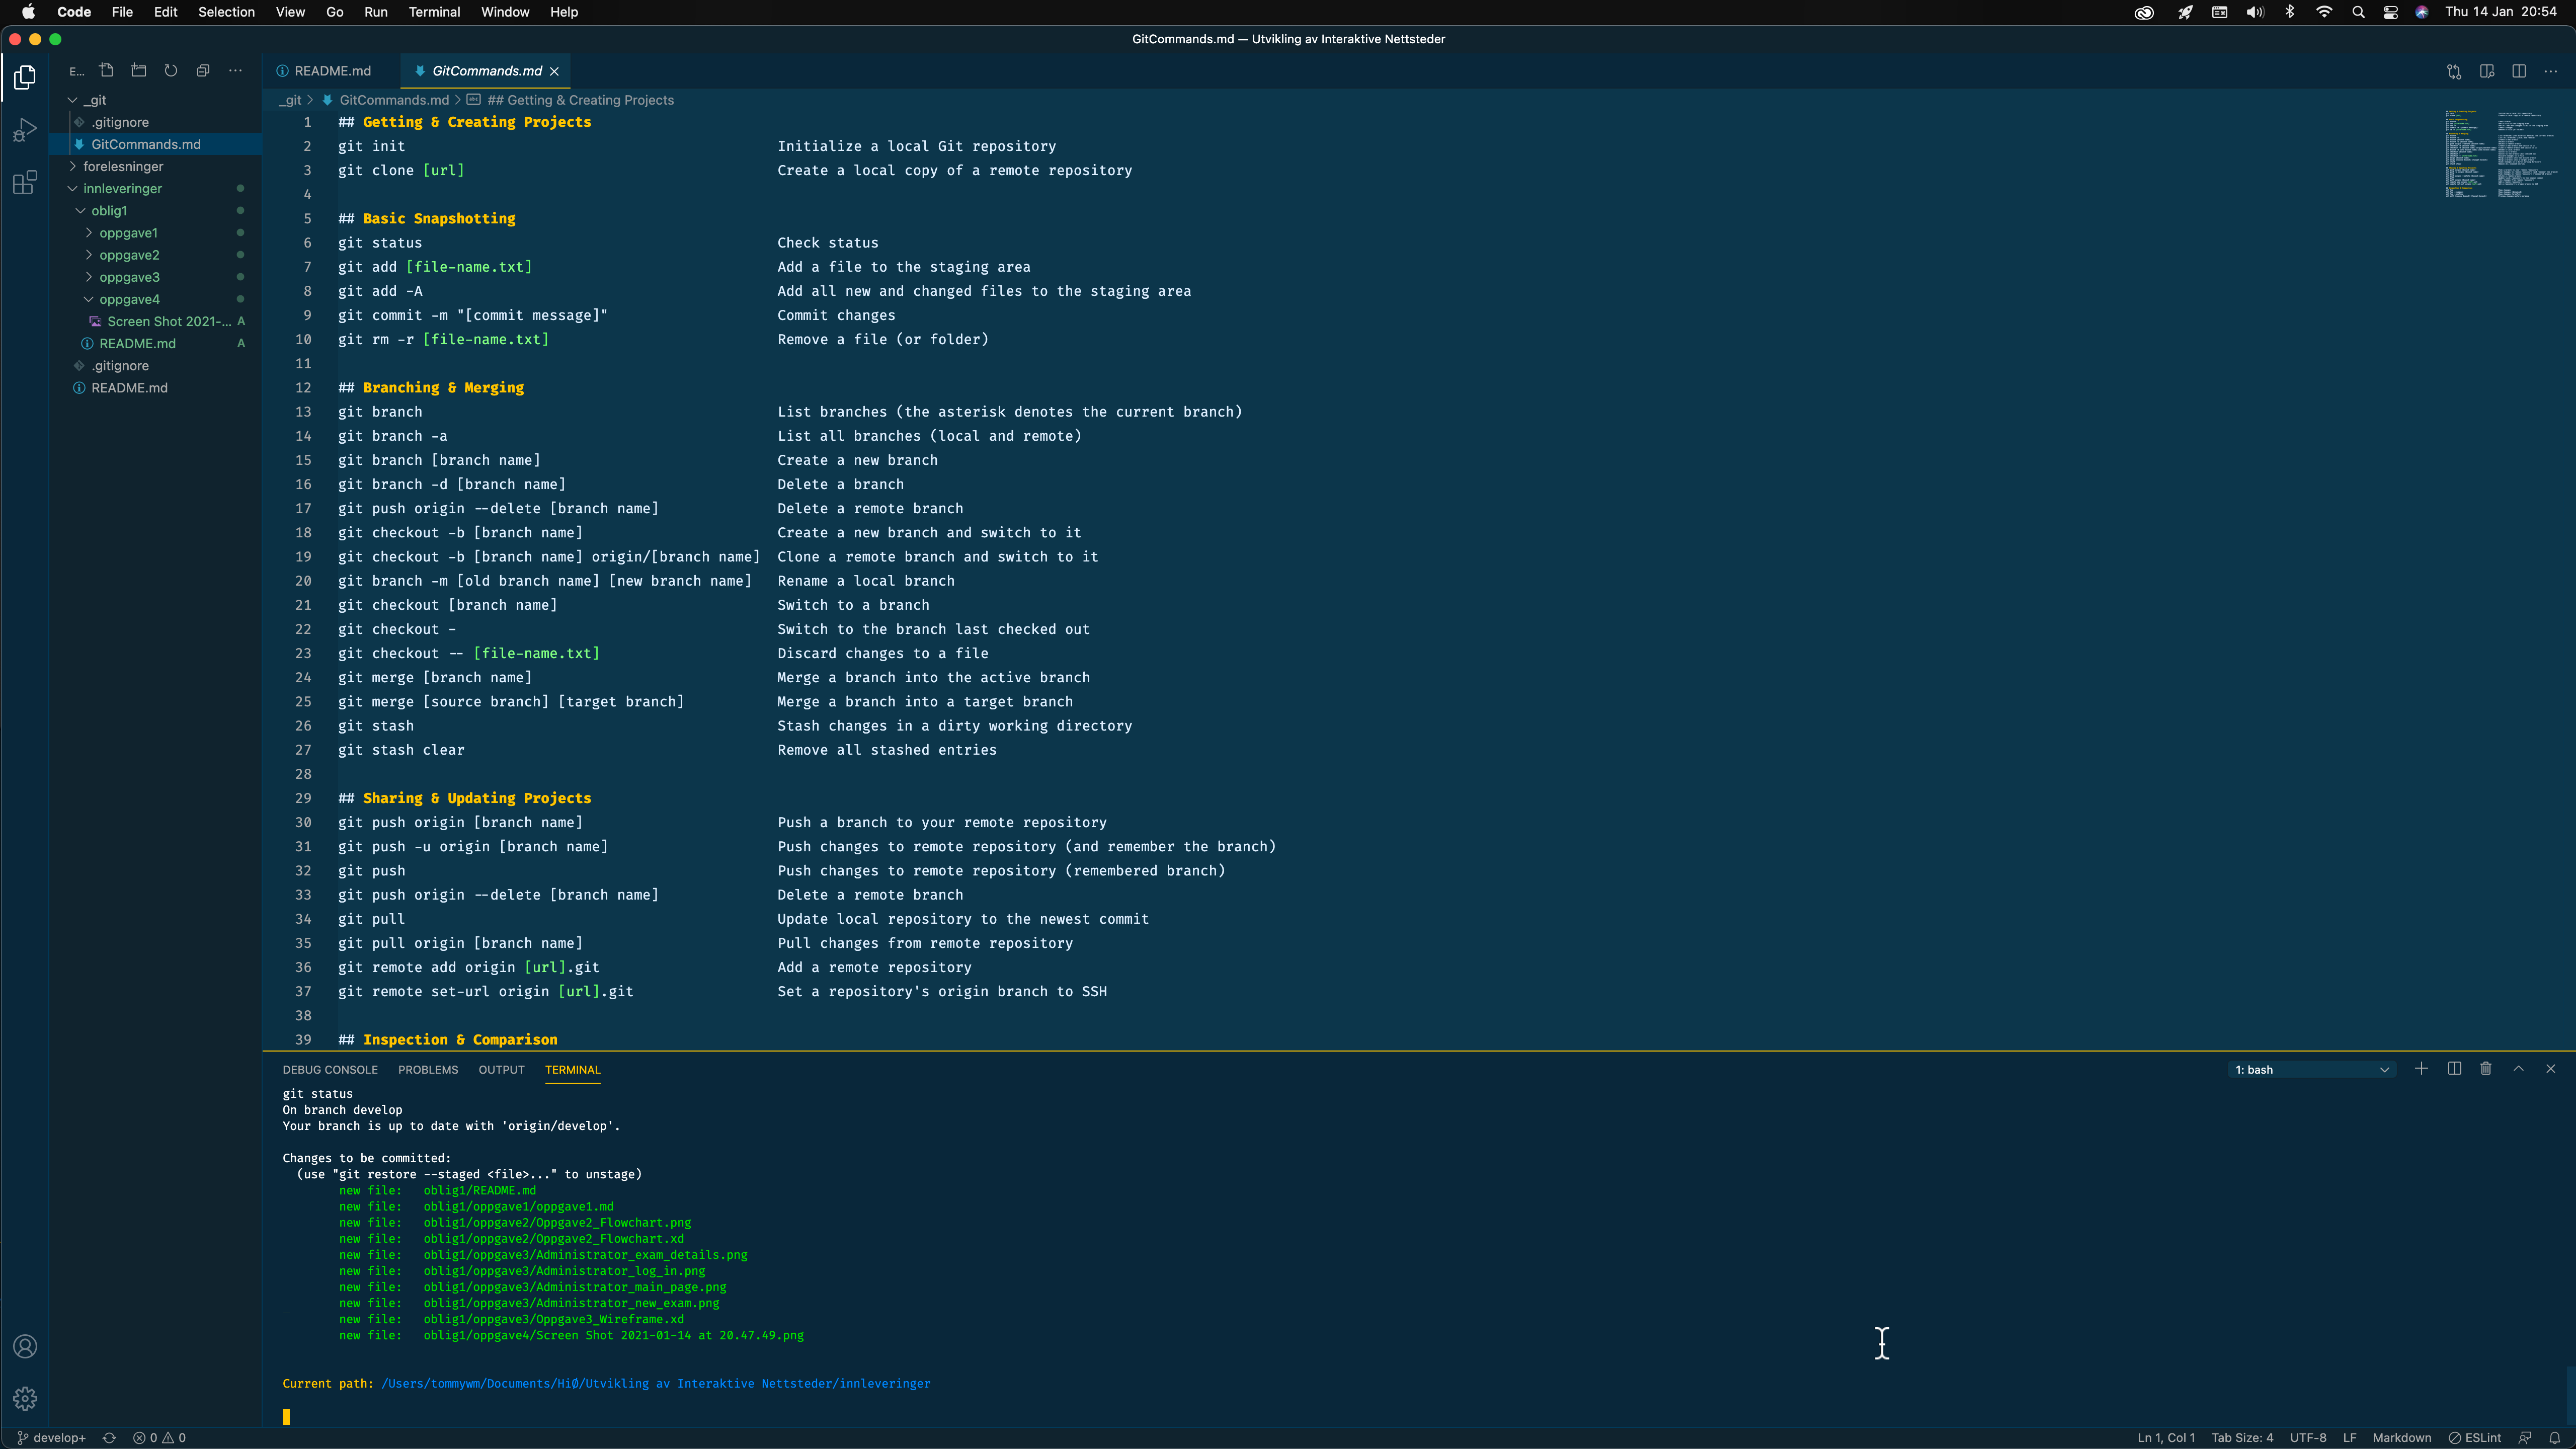 Code File Edit Selection View Go Run Terminal Window Help Thu 14 Jan 20:54
GitCommands.md — Utvikling av Interaktive Nettsteder
E...
_git
.gitignore
GitCommands.md
forelesninger
innleveringer
oblig1
oppgave1
oppgave2
oppgave3
oppgave4
Screen Shot 2021-... A
README.md A
.gitignore
README.md
README.md GitCommands.md
_git > GitCommands.md > ## Getting & Creating Projects
1 ## Getting & Creating Projects
2 git init Initialize a local Git repository
3 git clone [url] Create a local copy of a remote repository
4
5 ## Basic Snapshotting
6 git status Check status
7 git add [file-name.txt] Add a file to the staging area
8 git add -A Add all new and changed files to the staging area
9 git commit -m "[commit message]" Commit changes
10 git rm -r [file-name.txt] Remove a file (or folder)
11
12 ## Branching & Merging
13 git branch List branches (the asterisk denotes the current branch)
14 git branch -a List all branches (local and remote)
15 git branch [branch name] Create a new branch
16 git branch -d [branch name] Delete a branch
17 git push origin --delete [branch name] Delete a remote branch
18 git checkout -b [branch name] Create a new branch and switch to it
19 git checkout -b [branch name] origin/[branch name] Clone a remote branch and switch to it
20 git branch -m [old branch name] [new branch name] Rename a local branch
21 git checkout [branch name] Switch to a branch
22 git checkout - Switch to the branch last checked out
23 git checkout -- [file-name.txt] Discard changes to a file
24 git merge [branch name] Merge a branch into the active branch
25 git merge [source branch] [target branch] Merge a branch into a target branch
26 git stash Stash changes in a dirty working directory
27 git stash clear Remove all stashed entries
28
29 ## Sharing & Updating Projects
30 git push origin [branch name] Push a branch to your remote repository
31 git push -u origin [branch name] Push changes to remote repository (and remember the branch)
32 git push Push changes to remote repository (remembered branch)
33 git push origin --delete [branch name] Delete a remote branch
34 git pull Update local repository to the newest commit
35 git pull origin [branch name] Pull changes from remote repository
36 git remote add origin [url].git Add a remote repository
37 git remote set-url origin [url].git Set a repository's origin branch to SSH
38
39 ## Inspection & Comparison
DEBUG CONSOLE PROBLEMS OUTPUT TERMINAL 1: bash
git status
On branch develop
Your branch is up to date with 'origin/develop'.
Changes to be committed:
(use "git restore --staged <file>..." to unstage)
new file: oblig1/README.md
new file: oblig1/oppgave1/oppgave1.md
new file: oblig1/oppgave2/Oppgave2_Flowchart.png
new file: oblig1/oppgave2/Oppgave2_Flowchart.xd
new file: oblig1/oppgave3/Administrator_exam_details.png
new file: oblig1/oppgave3/Administrator_log_in.png
new file: oblig1/oppgave3/Administrator_main_page.png
new file: oblig1/oppgave3/Administrator_new_exam.png
new file: oblig1/oppgave3/Oppgave3_Wireframe.xd
new file: oblig1/oppgave4/Screen Shot 2021-01-14 at 20.47.49.png
Current path: /Users/tommywm/Documents/HiØ/Utvikling av Interaktive Nettsteder/innleveringer
develop+ 0 0 Ln 1, Col 1 Tab Size: 4 UTF-8 LF Markdown ESLint